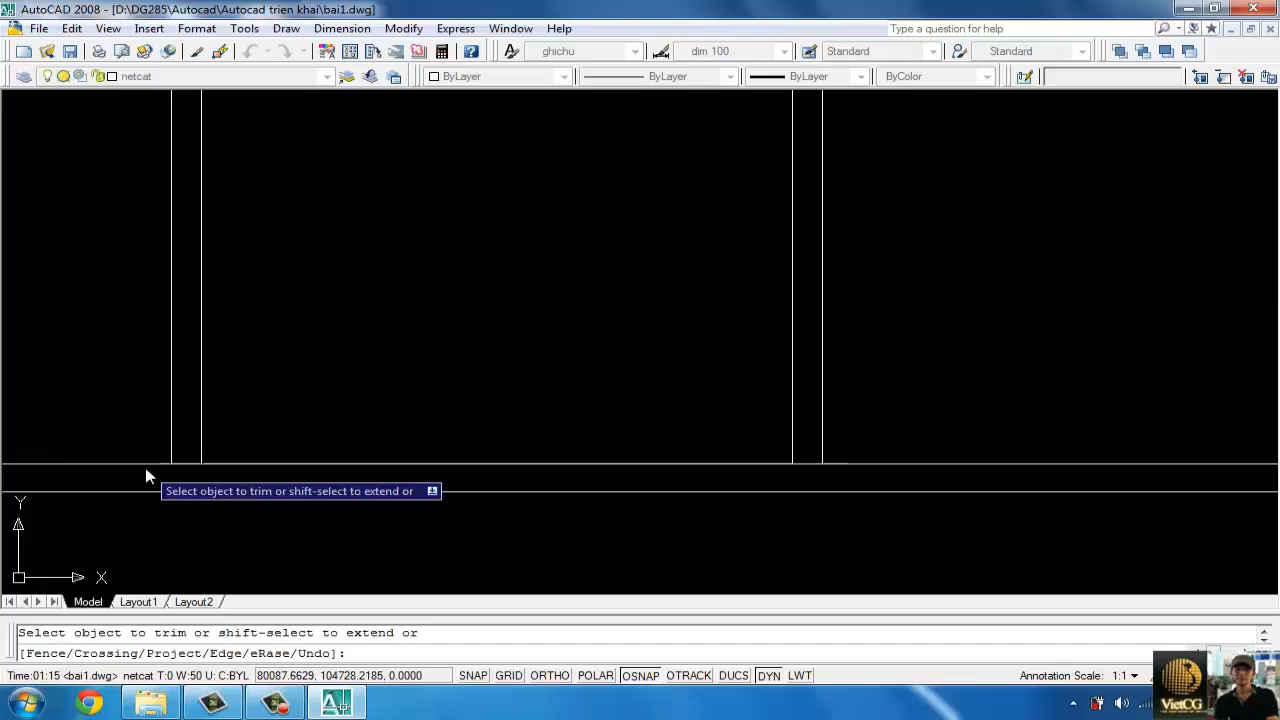 AutoCAD 2008 - [D:\DG285\Autocad\Autocad trien khai\bai1.dwg]
File Edit View Insert Format Tools Draw Dimension Modify Express Window Help Type a question for help
ghichu dim 100 Standard Standard
netcat ByLayer ByLayer ByLayer ByColor
Select object to trim or shift-select to extend or
Y
X
Model Layout1 Layout2
Select object to trim or shift-select to extend or
[Fence/Crossing/Project/Edge/eRase/Undo]:
Time:01:15 <bai1.dwg> netcat T:0 W:50 U:C:BYL 80087.6629, 104728.2185, 0.0000 SNAP GRID ORTHO POLAR OSNAP OTRACK DUCS DYN LWT Annotation Scale: 1:1
VietCG